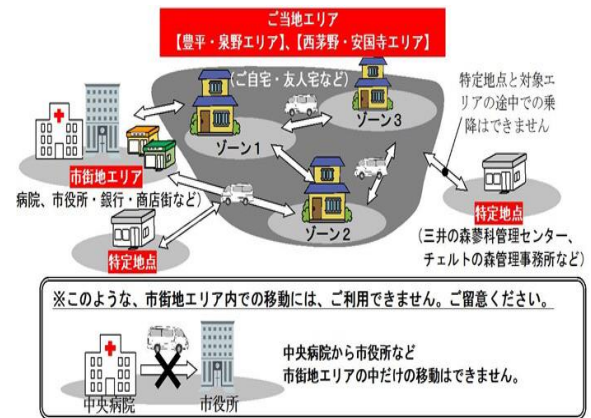 ご当地エリア
【豊平・泉野エリア】、【西茅野・安国寺エリア】
(ご自宅・友人宅など)
特定地点と対象エ
リアの途中での乗
降はできません
ゾーン1
ゾーン3
ゾーン2
市街地エリア
病院、市役所・銀行・商店街など)
特定地点
特定地点
(三井の森蓼科管理センター、
チェルトの森管理事務所など)
※このような、市街地エリア内での移動には、ご利用できません。ご留意ください。
中央病院から市役所など
市街地エリアの中だけの移動はできません。
中央病院
市役所